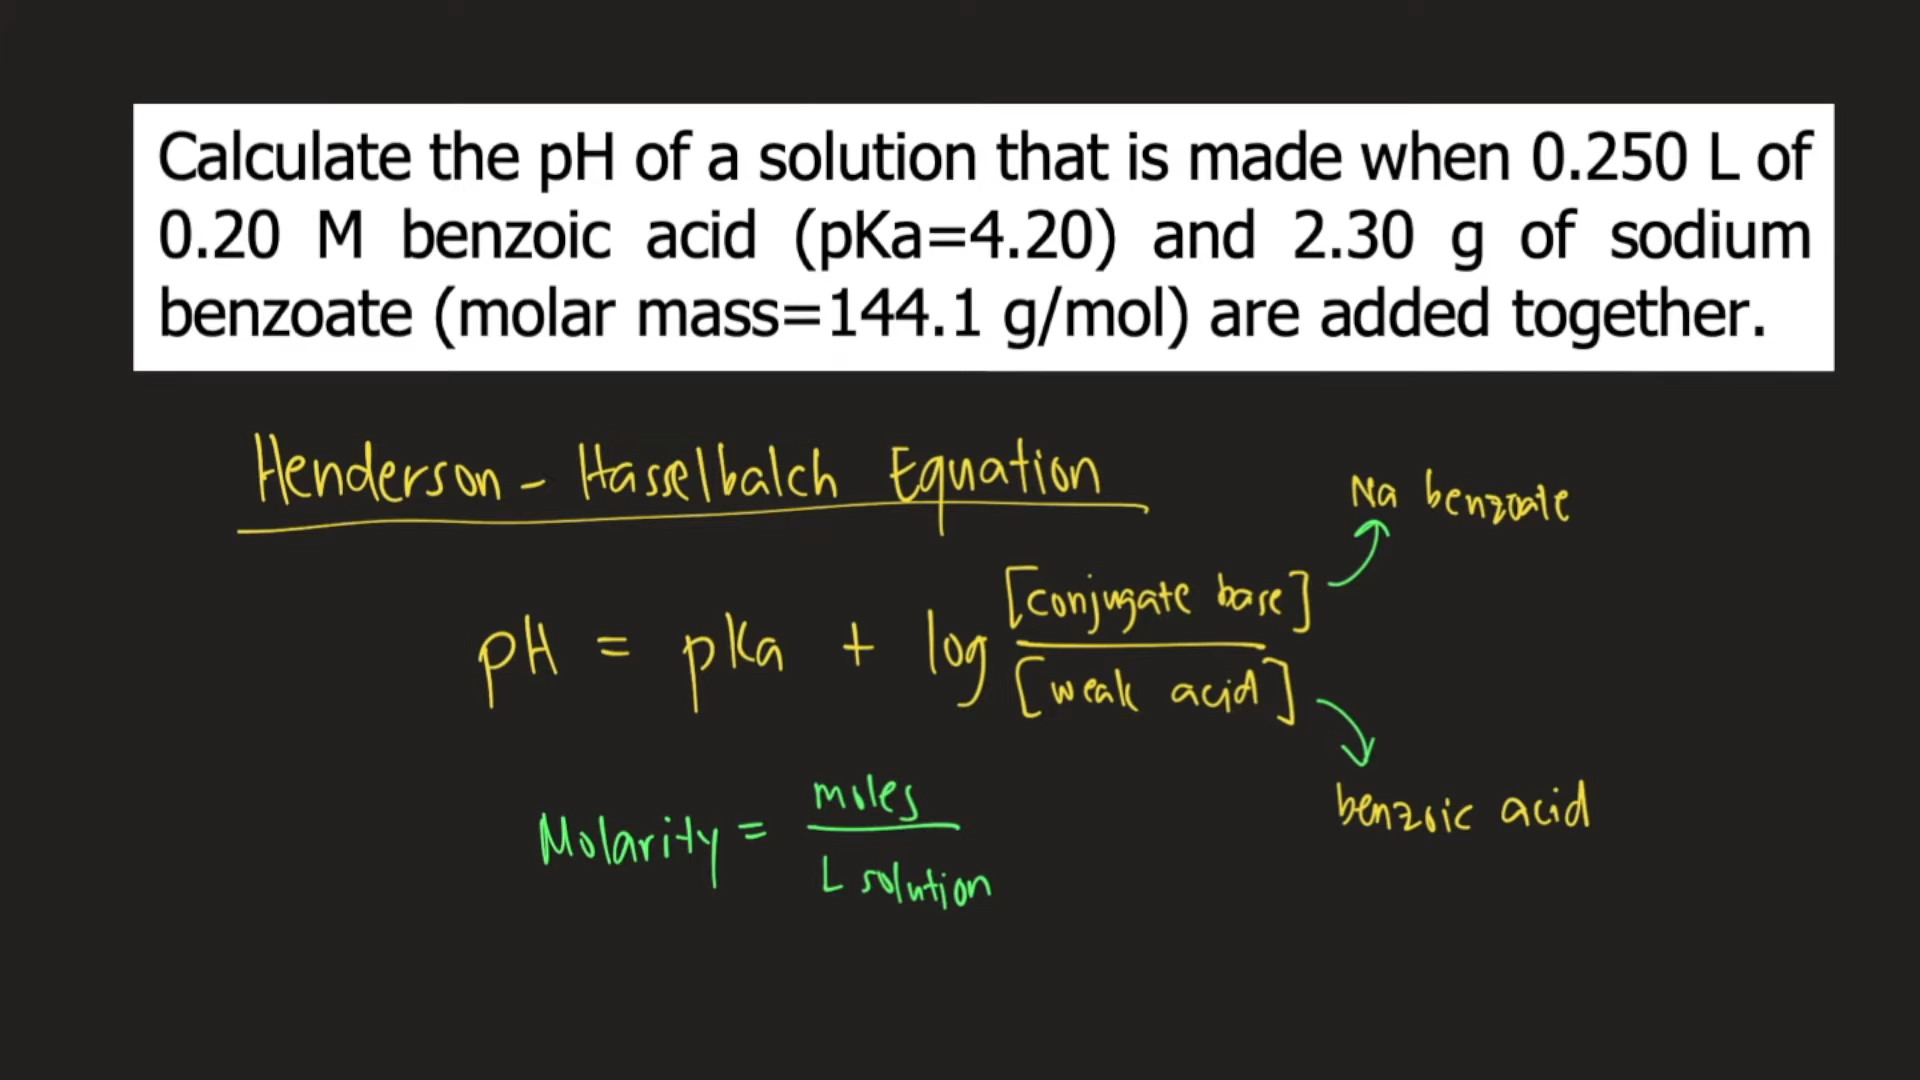 Calculate the pH of a solution that is made when 0.250 L of
0.20 M benzoic acid (pKa=4.20) and 2.30 g of sodium
benzoate (molar mass=144.1 g/mol) are added together.
Henderson - Hasselbalch Equation
Na benzoate
pH = pKa + log [conjugate base]
[weak acid]
benzoic acid
Molarity = moles
L solution